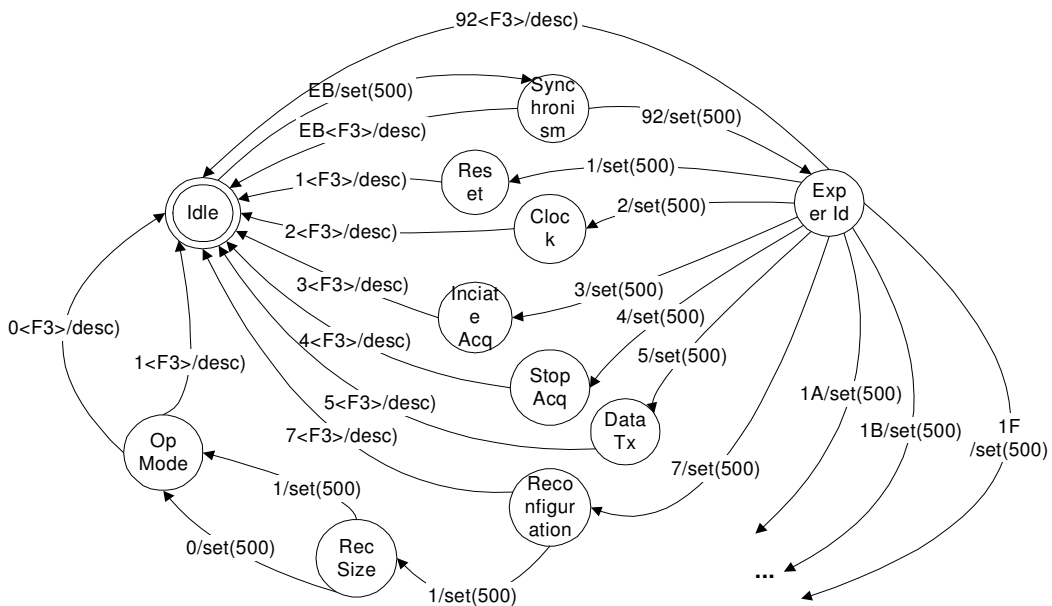 92<F3>/desc)
EB/set(500)
Sync
hroni
sm
92/set(500)
EB<F3>/desc)
1<F3>/desc)
Res
et
1/set(500)
Exp
er Id
Idle
2<F3>/desc)
Cloc
k
2/set(500)
3<F3>/desc)
Inciat
e
Acq
3/set(500)
4/set(500)
0<F3>/desc)
4<F3>/desc)
5/set(500)
1<F3>/desc)
Stop
Acq
1A/set(500)
5<F3>/desc)
Data
Tx
1B/set(500)
1F
/set(500)
7<F3>/desc)
Op
Mode
7/set(500)
1/set(500)
Reco
nfigur
ation
0/set(500)
Rec
Size
1/set(500)
...